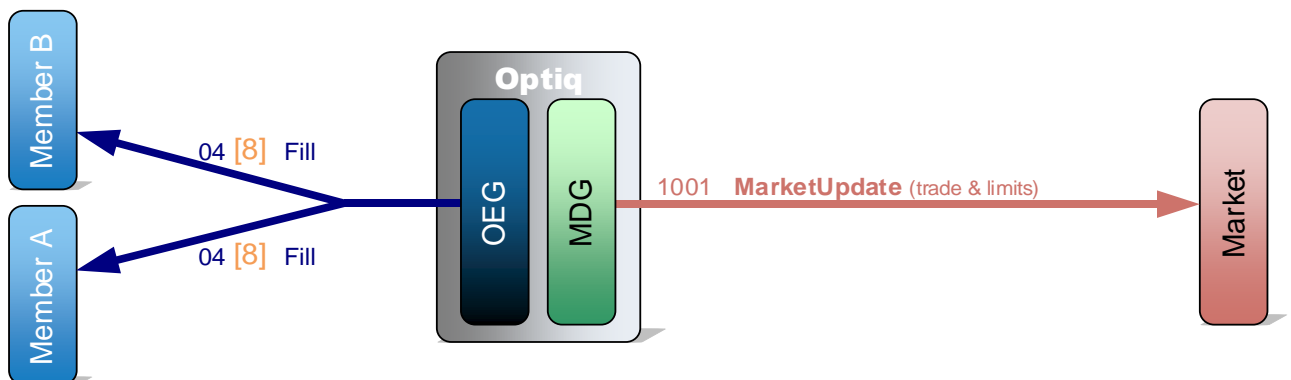 Member B
Optiq
04 [8] Fill
OEG
MDG
1001 MarketUpdate (trade & limits)
Market
Member A
04 [8] Fill